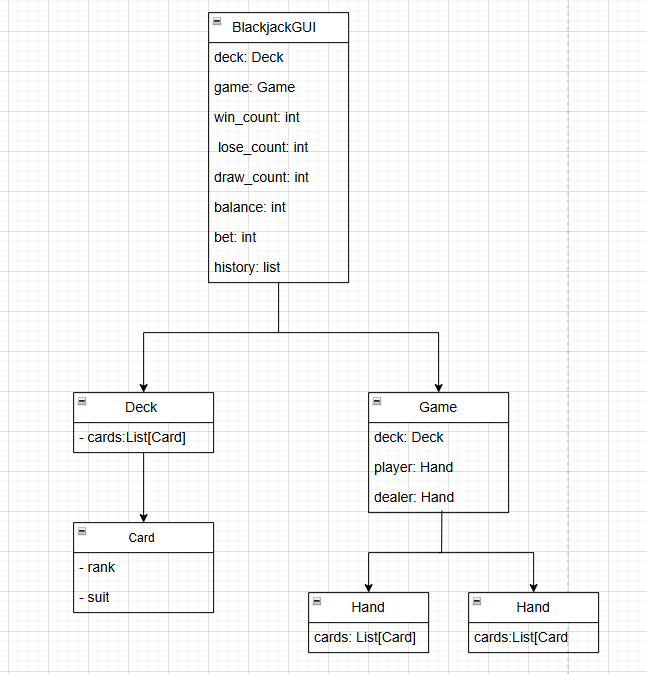 BlackjackGUI
deck: Deck
game: Game
win_count: int
lose_count: int
draw_count: int
balance: int
bet: int
history: list
Deck
- cards:List[Card]
Game
deck: Deck
player: Hand
dealer: Hand
Card
- rank
- suit
Hand
cards: List[Card]
Hand
cards:List[Card